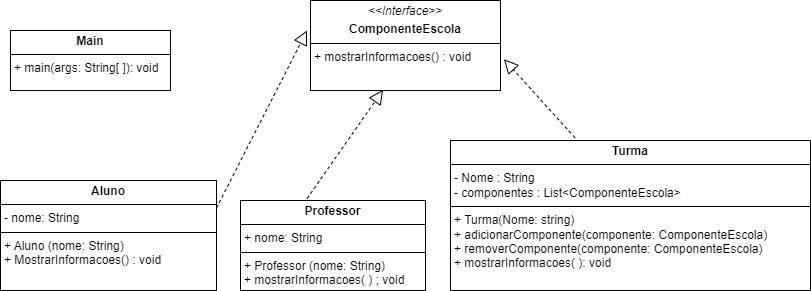 <<Interface>>
ComponenteEscola
+ mostrarInformacoes() : void
Main
+ main(args: String[ ]): void
Aluno
- nome: String
+ Aluno (nome: String)
+ MostrarInformacoes() : void
Professor
+ nome: String
+ Professor (nome: String)
+ mostrarInformacoes( ) ; void
Turma
- Nome : String
- componentes : List<ComponenteEscola>
+ Turma(Nome: string)
+ adicionarComponente(componente: ComponenteEscola)
+ removerComponente(componente: ComponenteEscola)
+ mostrarInformacoes( ): void